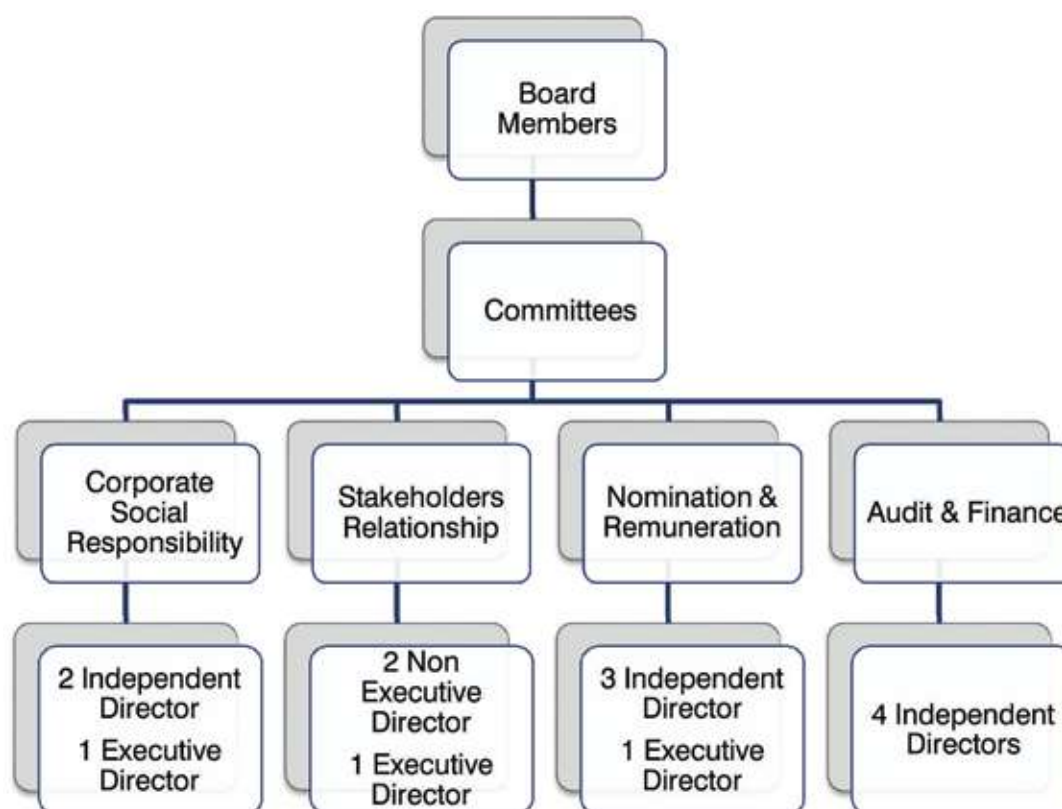 Board
Members
Committees
Corporate
Social
Responsibility
Stakeholders
Relationship
Nomination &
Remuneration
Audit & Finance
2 Independent
Director
1 Executive
Director
2 Non
Executive
Director
1 Executive
Director
3 Independent
Director
1 Executive
Director
4 Independent
Directors